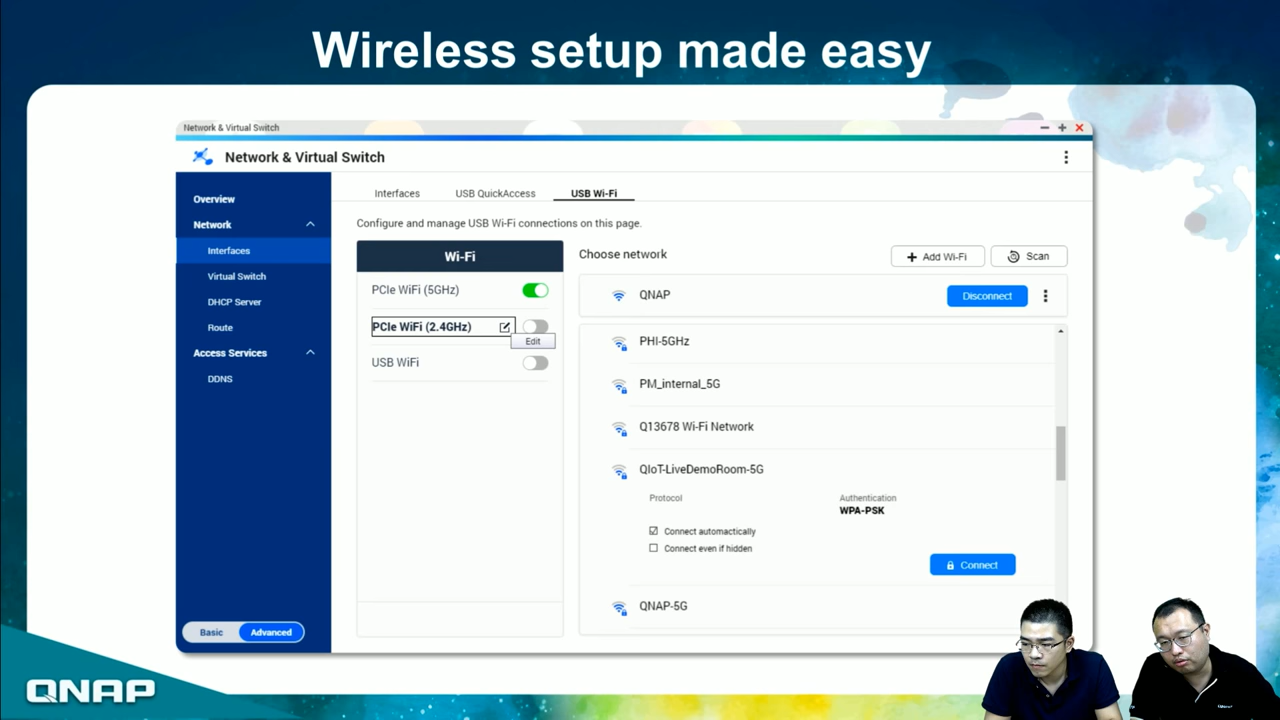 Wireless setup made easy
Network & Virtual Switch
Network & Virtual Switch
Overview
Network
Interfaces
Virtual Switch
DHCP Server
Route
Access Services
DDNS
Basic
Advanced
Interfaces
USB QuickAccess
USB Wi-Fi
Configure and manage USB Wi-Fi connections on this page.
Wi-Fi
PCIe WiFi (5GHz)
PCIe WiFi (2.4GHz)
Edit
USB WiFi
Choose network
+ Add Wi-Fi
Scan
QNAP
Disconnect
PHI-5GHz
PM_internal_5G
Q13678 Wi-Fi Network
QIoT-LiveDemoRoom-5G
Protocol
Authentication
WPA-PSK
Connect automatically
Connect even if hidden
Connect
QNAP-5G
QNAP